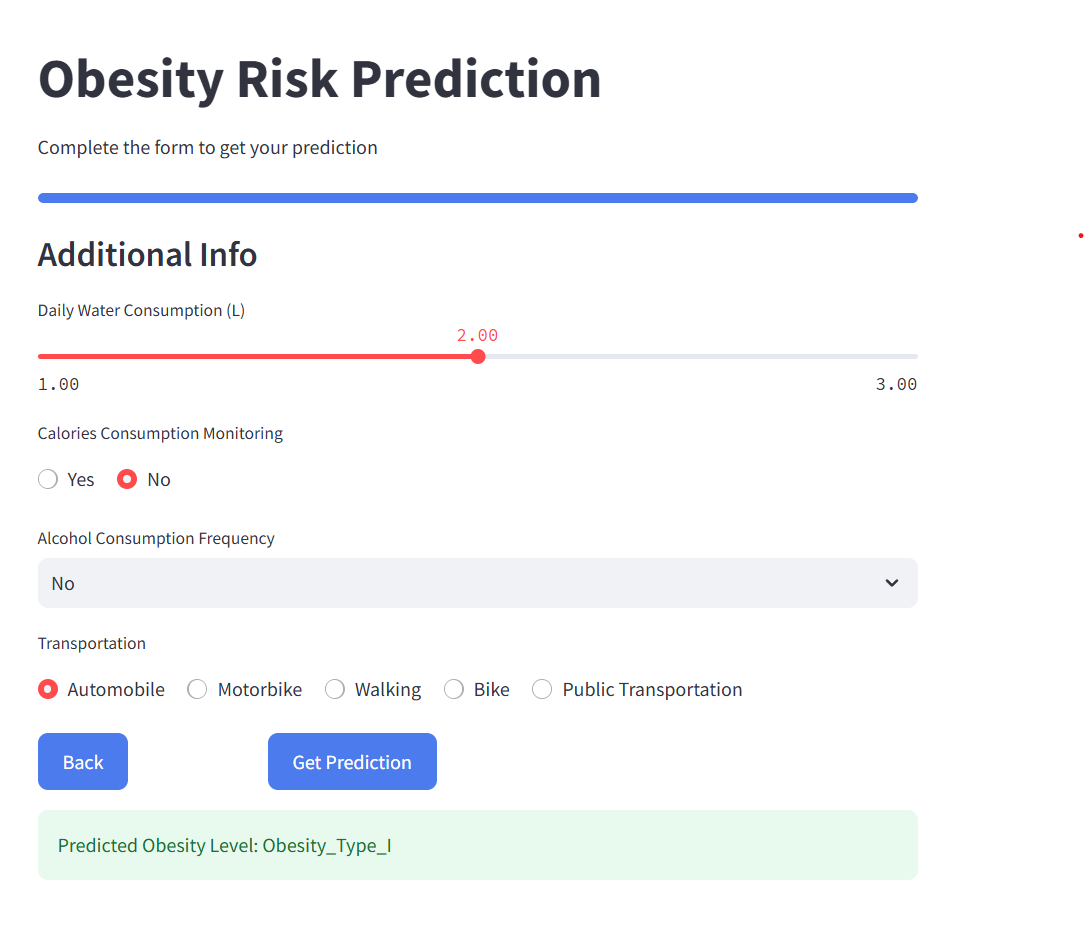 Obesity Risk Prediction
Complete the form to get your prediction
Additional Info
Daily Water Consumption (L)
2.00
1.00 3.00
Calories Consumption Monitoring
Yes No
Alcohol Consumption Frequency
No
Transportation
Automobile Motorbike Walking Bike Public Transportation
Back Get Prediction
Predicted Obesity Level: Obesity_Type_I